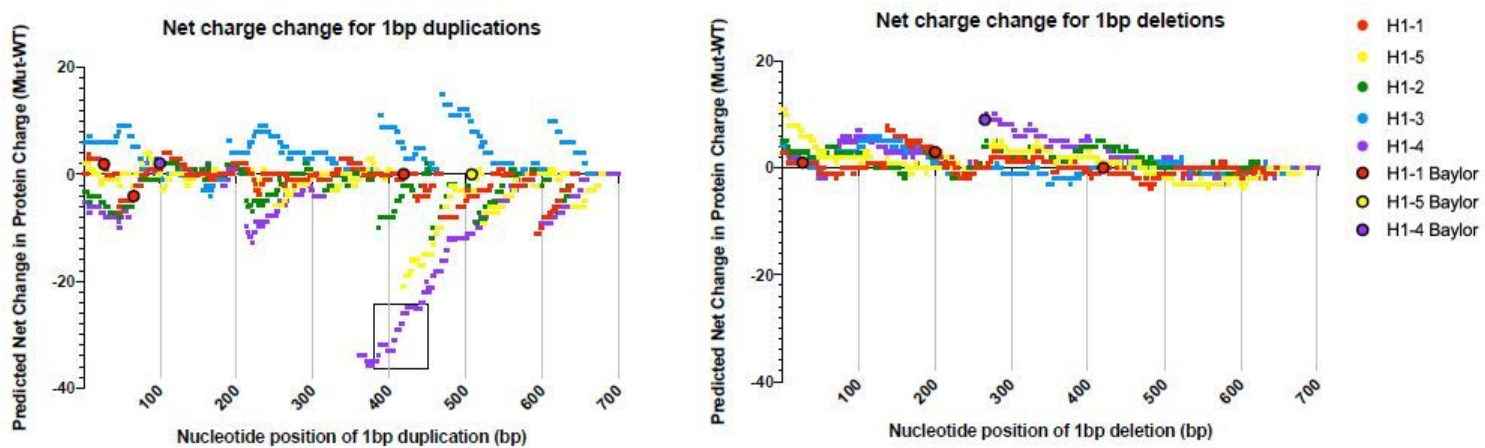 Net charge change for 1bp duplications
Predicted Net Change in Protein Charge (Mut-WT)
20
0
-20
-40
100
200
300
400
500
600
700
Nucleotide position of 1bp duplication (bp)
Net charge change for 1bp deletions
Predicted Net Change in Protein Charge (Mut-WT)
20
0
-20
-40
100
200
300
400
500
600
700
Nucleotide position of 1bp deletion (bp)
H1-1
H1-5
H1-2
H1-3
H1-4
H1-1 Baylor
H1-5 Baylor
H1-4 Baylor